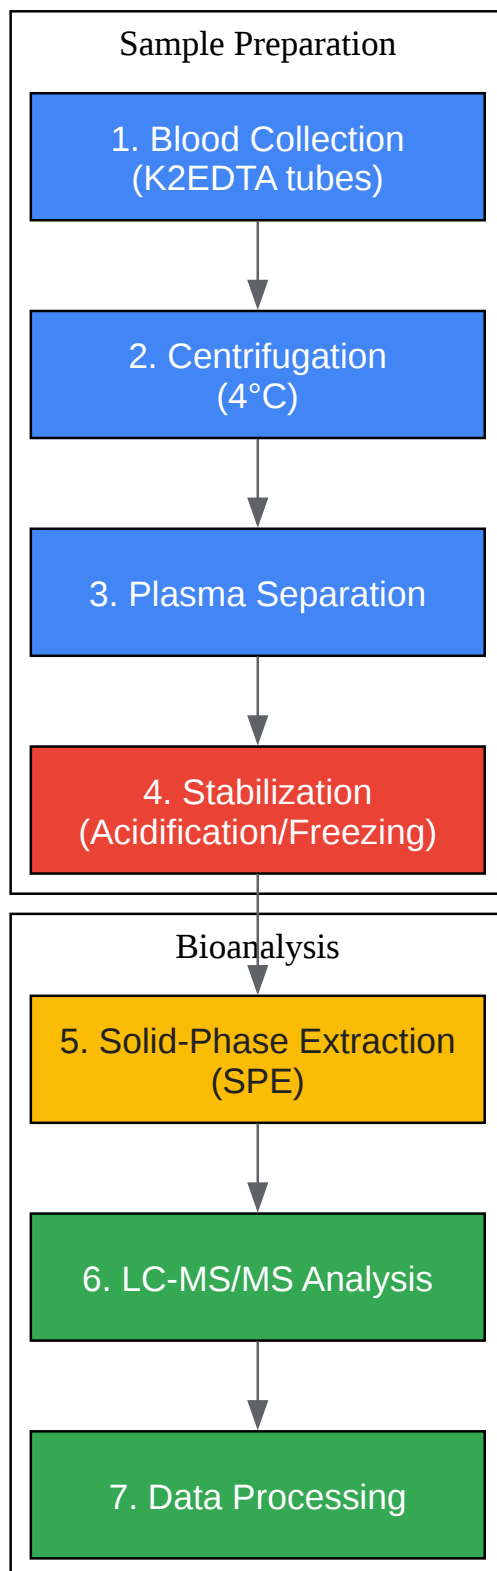 Sample Preparation
1. Blood Collection
(K2EDTA tubes)
2. Centrifugation
(4°C)
3. Plasma Separation
4. Stabilization
(Acidification/Freezing)
Bioanalysis
5. Solid-Phase Extraction
(SPE)
6. LC-MS/MS Analysis
7. Data Processing